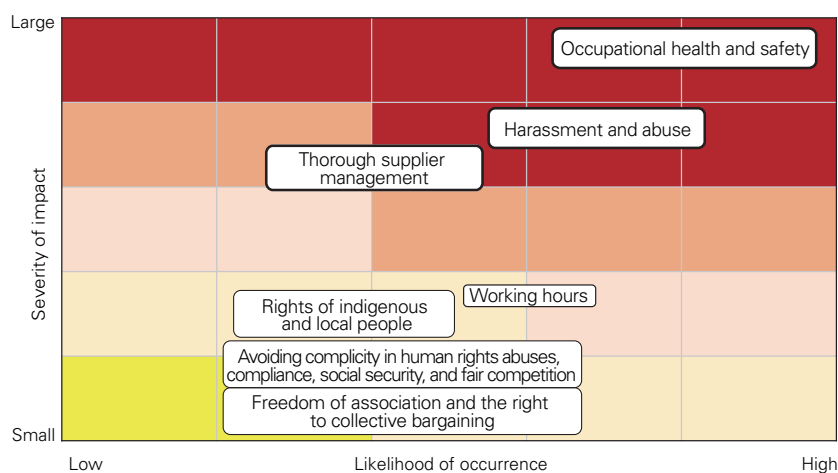 Large
Occupational health and safety
Harassment and abuse
Thorough supplier
management
Severity of impact
Working hours
Rights of indigenous
and local people
Avoiding complicity in human rights abuses,
compliance, social security, and fair competition
Freedom of association and the right
to collective bargaining
Small
Low
Likelihood of occurrence
High